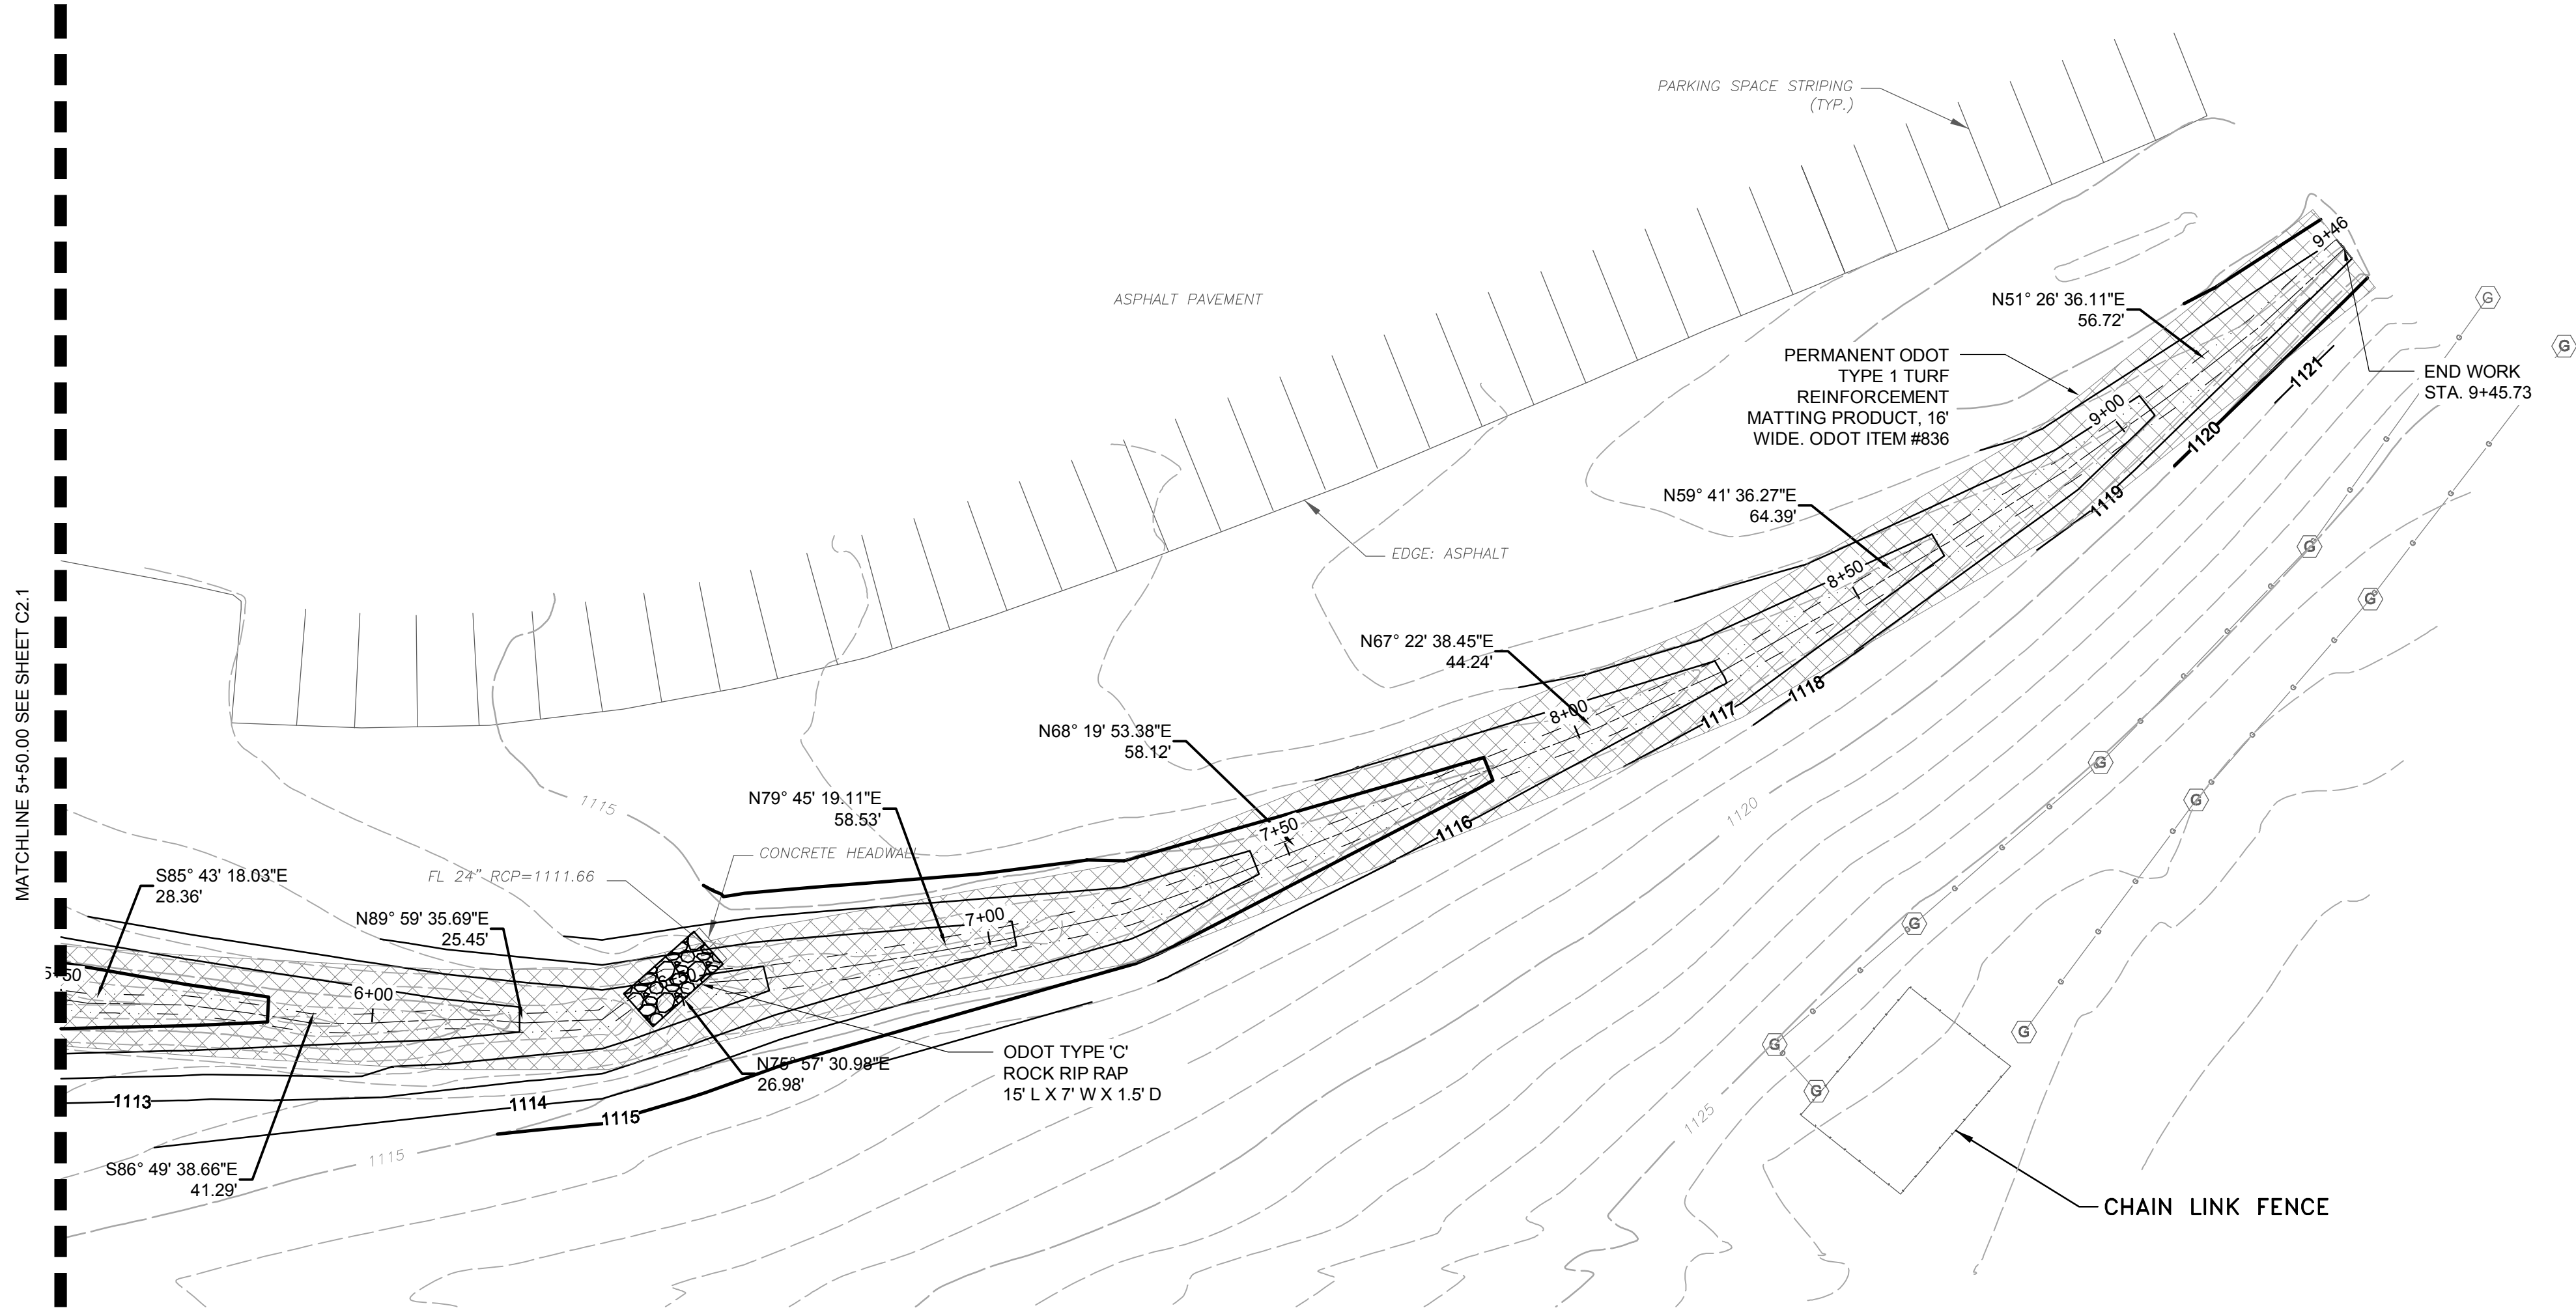 MATCHLINE 5+50.00 SEE SHEET C2.1
PARKING SPACE STRIPING
(TYP.)
ASPHALT PAVEMENT
EDGE: ASPHALT
9+46
N51° 26' 36.11"E
56.72'
PERMANENT ODOT
TYPE 1 TURF
REINFORCEMENT
MATTING PRODUCT, 16'
WIDE. ODOT ITEM #836
END WORK
STA. 9+45.73
1121
1120
1119
9+00
N59° 41' 36.27"E
64.39'
8+50
N67° 22' 38.45"E
44.24'
1118
1117
8+00
N68° 19' 53.38"E
58.12'
7+50
1116
N79° 45' 19.11"E
58.53'
1115
1120
CONCRETE HEADWALL
FL 24" RCP=1111.66
7+00
S85° 43' 18.03"E
28.36'
N89° 59' 35.69"E
25.45'
5+50
6+00
N75° 57' 30.98"E
26.98'
ODOT TYPE 'C'
ROCK RIP RAP
15' L X 7' W X 1.5' D
1113
1114
1115
1115
S86° 49' 38.66"E
41.29'
1125
CHAIN LINK FENCE
G
G
G
G
G
G
G
G
G
G